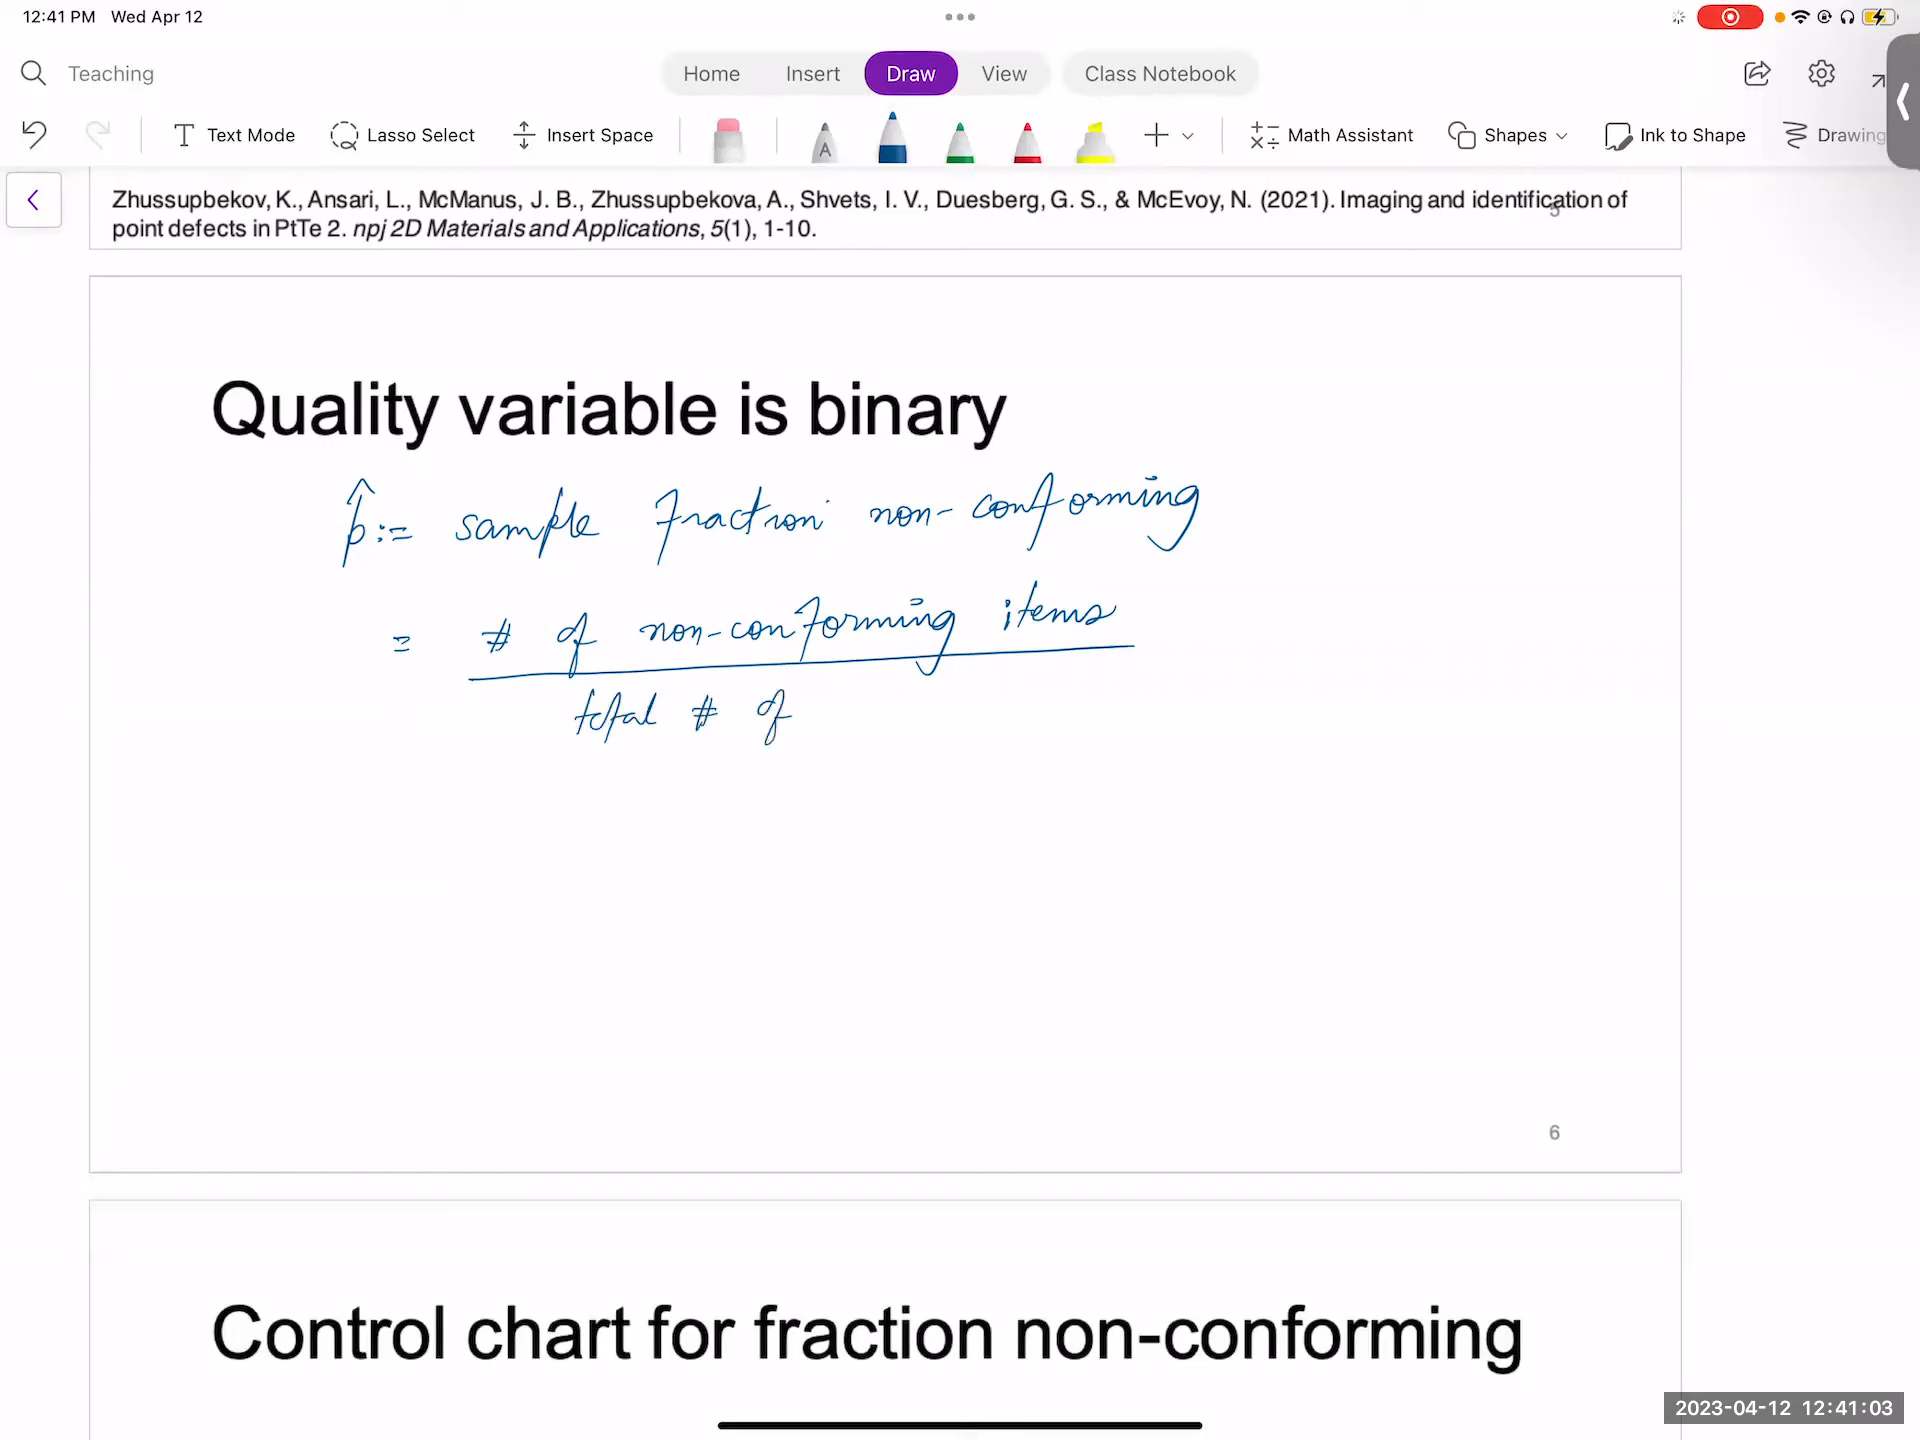 12:41 PM Wed Apr 12
Teaching
Home Insert Draw View Class Notebook
Text Mode Lasso Select Insert Space A Math Assistant Shapes Ink to Shape Drawing
Zhussupbekov, K., Ansari, L., McManus, J. B., Zhussupbekova, A., Shvets, I. V., Duesberg, G. S., & McEvoy, N. (2021). Imaging and identification of
5
point defects in PtTe 2. npj 2D Materials and Applications, 5(1), 1-10.
Quality variable is binary
p̂ := sample fraction non-conforming
= # of non-conforming items
total # of
6
Control chart for fraction non-conforming
2023-04-12 12:41:03